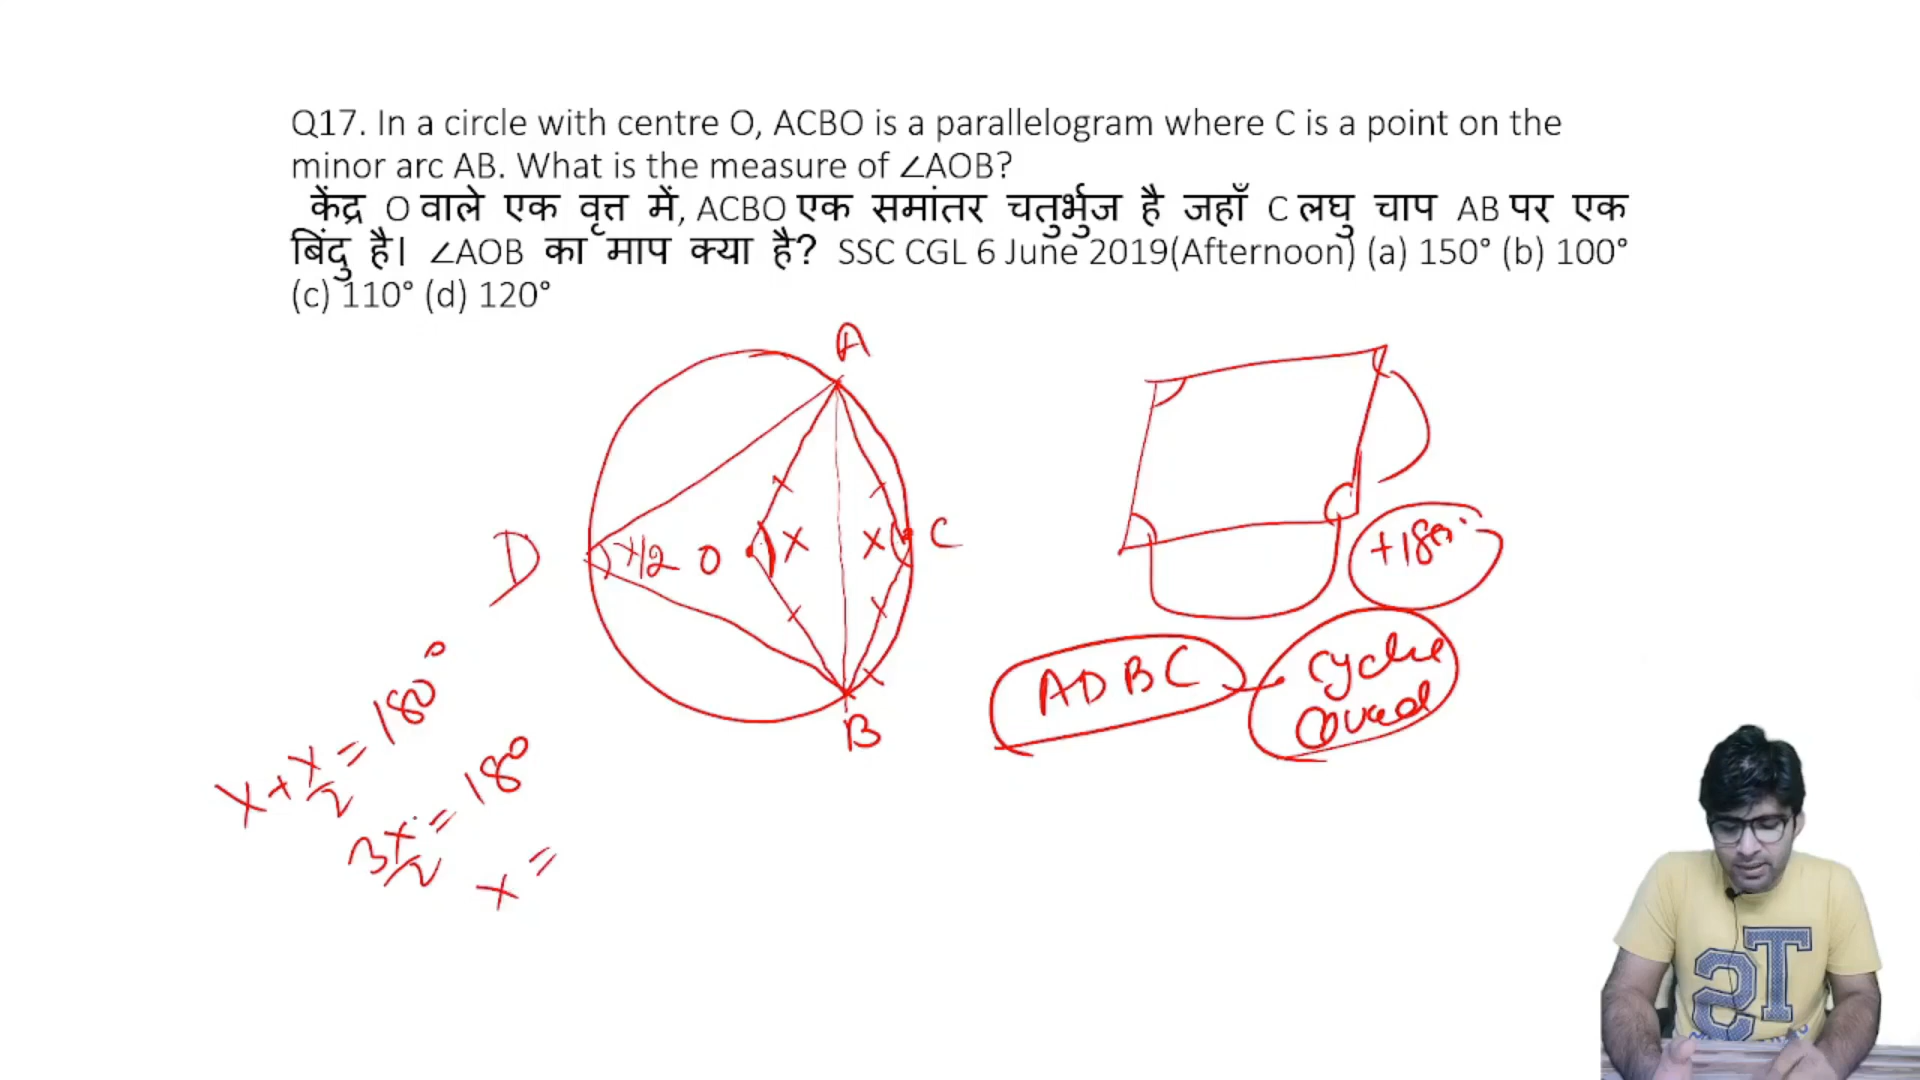 Q17. In a circle with centre O, ACBO is a parallelogram where C is a point on the
minor arc AB. What is the measure of ∠AOB?
केंद्र O वाले एक वृत्त में, ACBO एक समांतर चतुर्भुज है जहाँ C लघु चाप AB पर एक
बिंदु है। ∠AOB का माप क्या है? SSC CGL 6 June 2019(Afternoon) (a) 150° (b) 100°
(c) 110° (d) 120°
A
D
x/2
O
x
x
C
+180°
ADBC
cyclic
Quad
B
x + x/2 = 180°
3x/2 = 180
x =